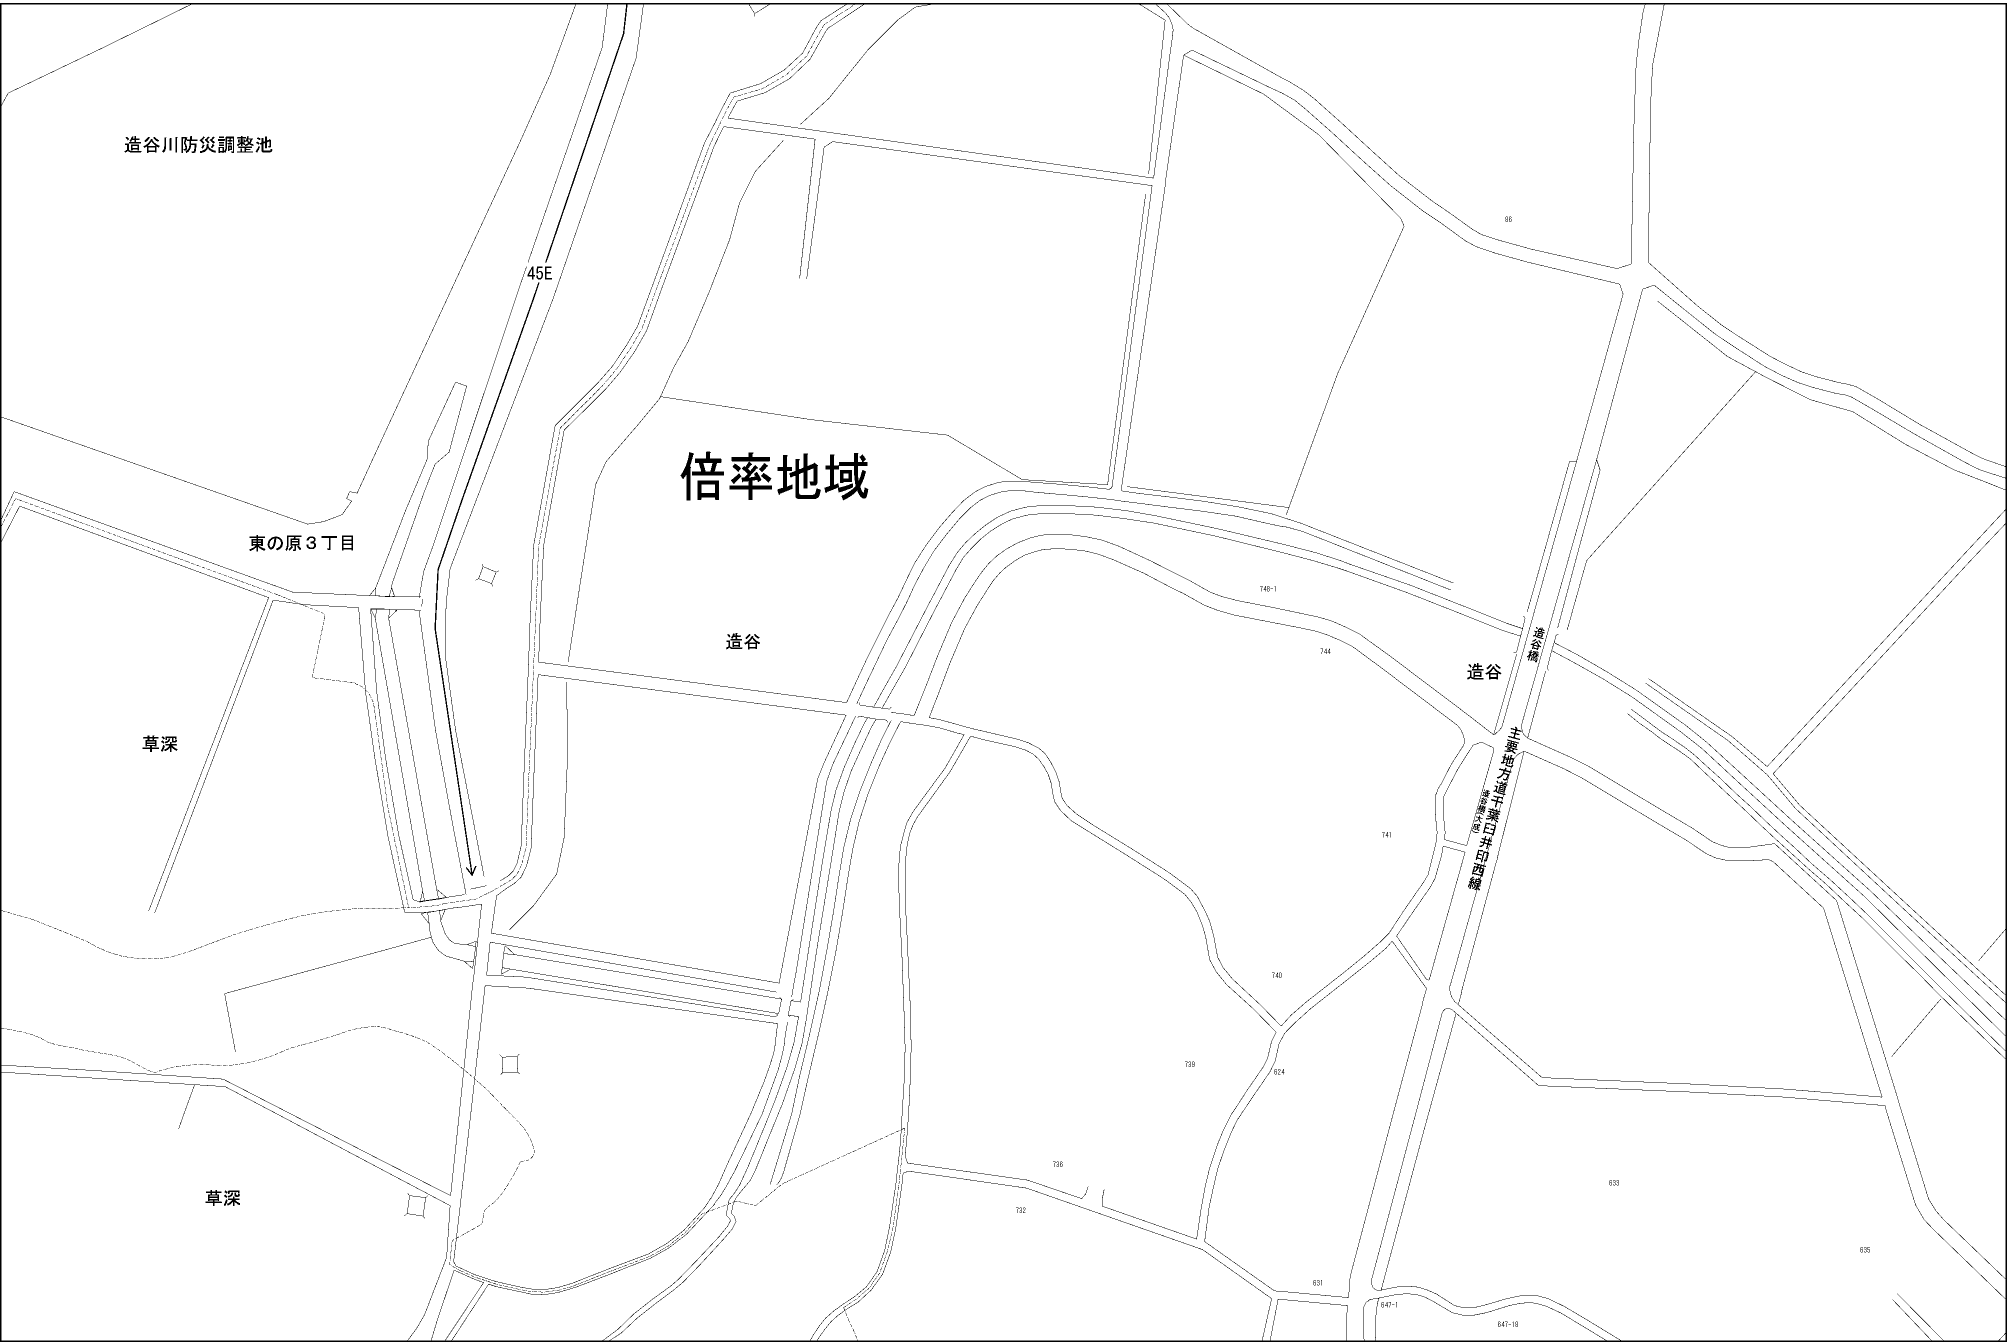 造谷川防災調整池
86
45E
倍率地域
東の原3丁目
748-1
造谷
744
造谷橋
造谷
草深
主要地方道千葉臼井印西線
741
740
739
624
736
633
草深
732
635
631
647-1
647-18